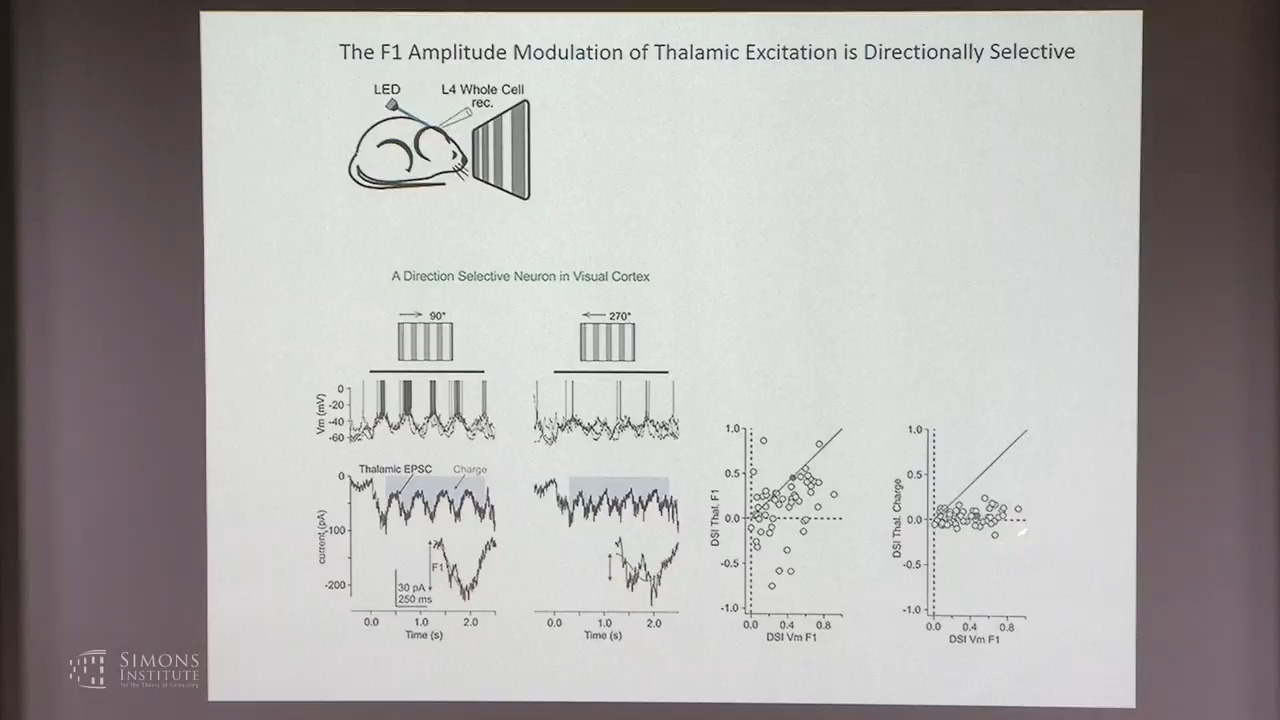 The F1 Amplitude Modulation of Thalamic Excitation is Directionally Selective
LED
L4 Whole Cell
rec.
A Direction Selective Neuron in Visual Cortex
90°
270°
Vm (mV)
0
-20
-40
-60
Thalamic EPSC
Charge
current (pA)
0
-100
-200
F1
30 pA
250 ms
0.0 1.0 2.0
Time (s)
0.0 1.0 2.0
Time (s)
DSI Thal. F1
1.0
0.5
0.0
-0.5
-1.0
0.0 0.4 0.8
DSI Vm F1
DSI Thal. Charge
1.0
0.5
0.0
-0.5
-1.0
0.0 0.4 0.8
DSI Vm F1
SIMONS
INSTITUTE
for the Theory of Computing